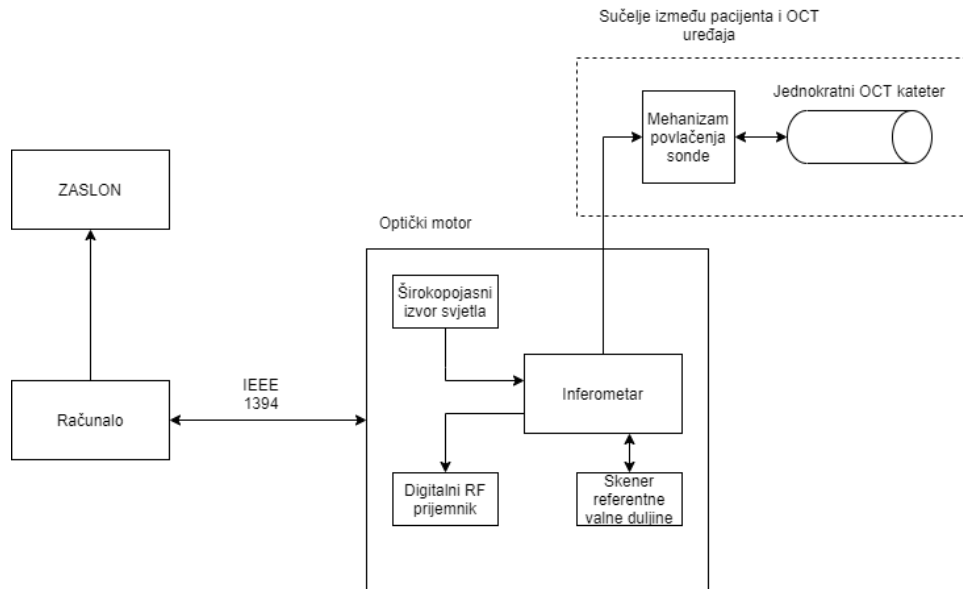 Sučelje između pacijenta i OCT
uređaja
Jednokratni OCT kateter
Mehanizam
povlačenja
sonde
ZASLON
Optički motor
Širokopojasni
izvor svjetla
IEEE
1394
Računalo
Inferometar
Digitalni RF
prijemnik
Skener
referentne
valne duljine